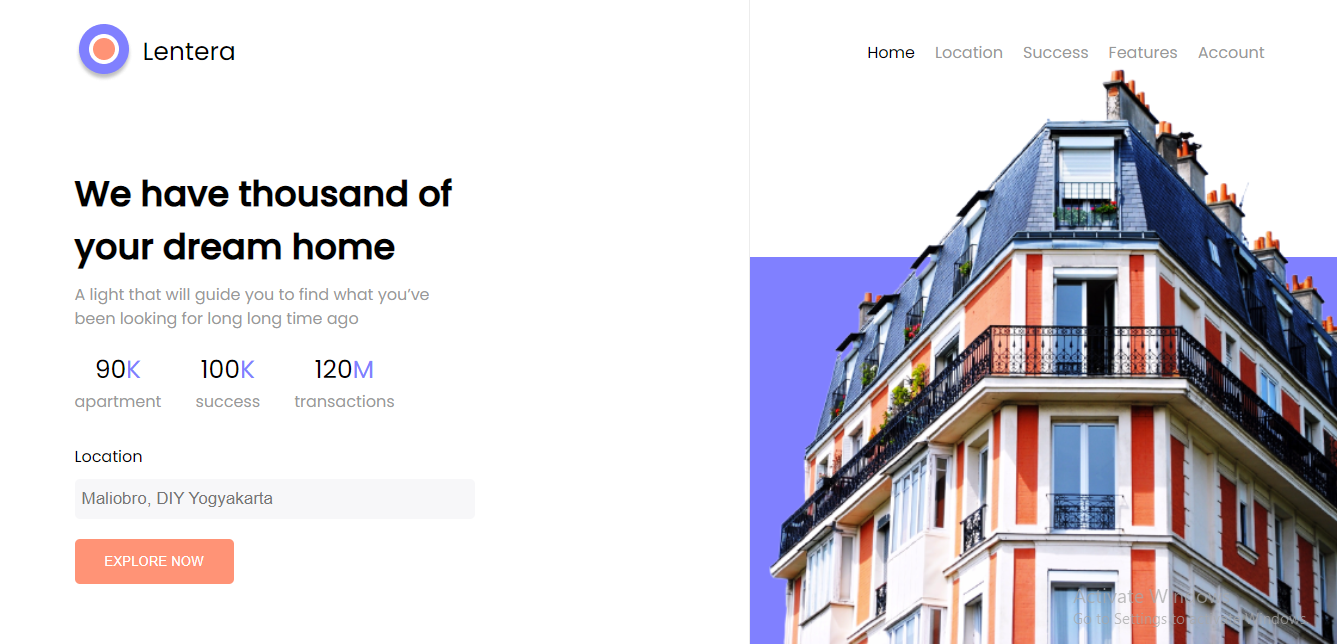 Lentera
Home Location Success Features Account
We have thousand of
your dream home
A light that will guide you to find what you've
been looking for long long time ago
90K 100K 120M
apartment success transactions
Location
Maliobro, DIY Yogyakarta
EXPLORE NOW
Activate Windows
Go to Settings to activate Windows.